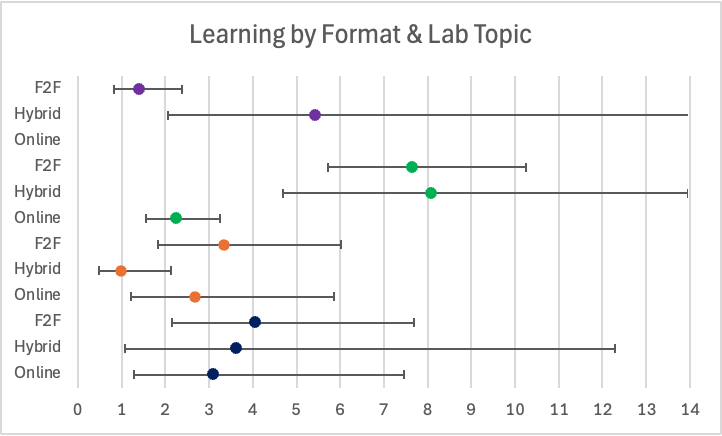 Learning by Format & Lab Topic
F2F
Hybrid
Online
F2F
Hybrid
Online
F2F
Hybrid
Online
F2F
Hybrid
Online
0 1 2 3 4 5 6 7 8 9 10 11 12 13 14